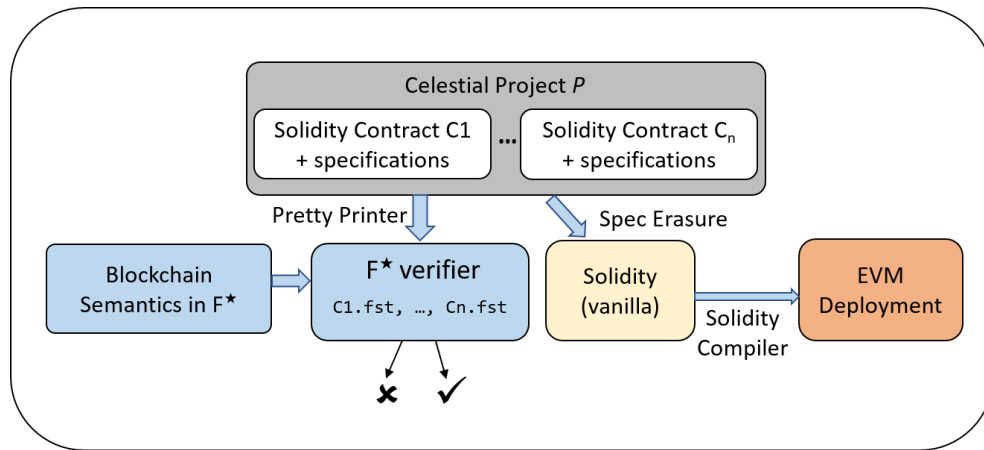 Celestial Project P
Solidity Contract C1
+ specifications
...
Solidity Contract Cn
+ specifications
Pretty Printer
Spec Erasure
Blockchain
Semantics in F★
F★ verifier
C1.fst, …, Cn.fst
Solidity
(vanilla)
Solidity
Compiler
EVM
Deployment
✘ ✓